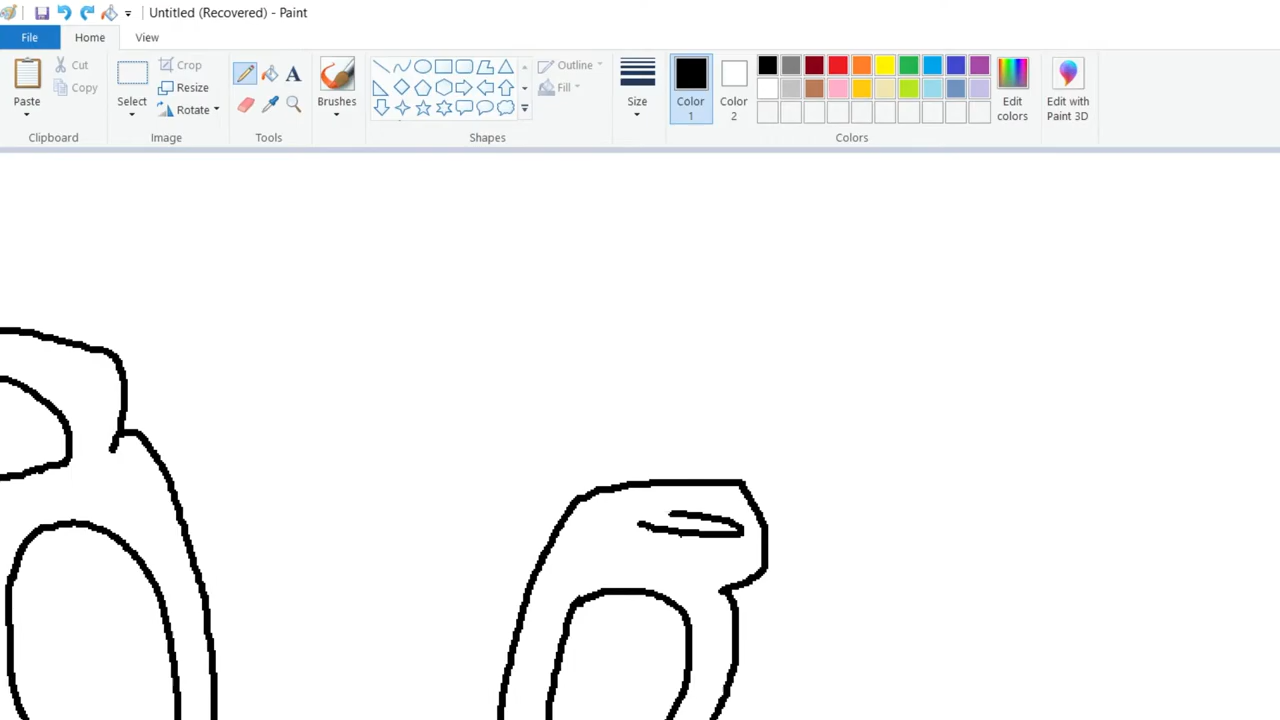 Untitled (Recovered) - Paint
File Home View
Paste Cut Copy Clipboard
Select Crop Resize Rotate Image
A Tools
Brushes
Outline Fill Shapes
Size
Color 1
Color 2
Edit colors
Colors
Edit with Paint 3D